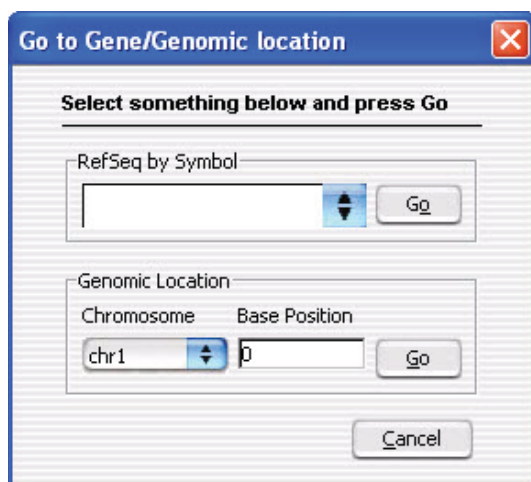 Go to Gene/Genomic location
Select something below and press Go
RefSeq by Symbol
Go
Genomic Location
Chromosome Base Position
chr1 0 Go
Cancel